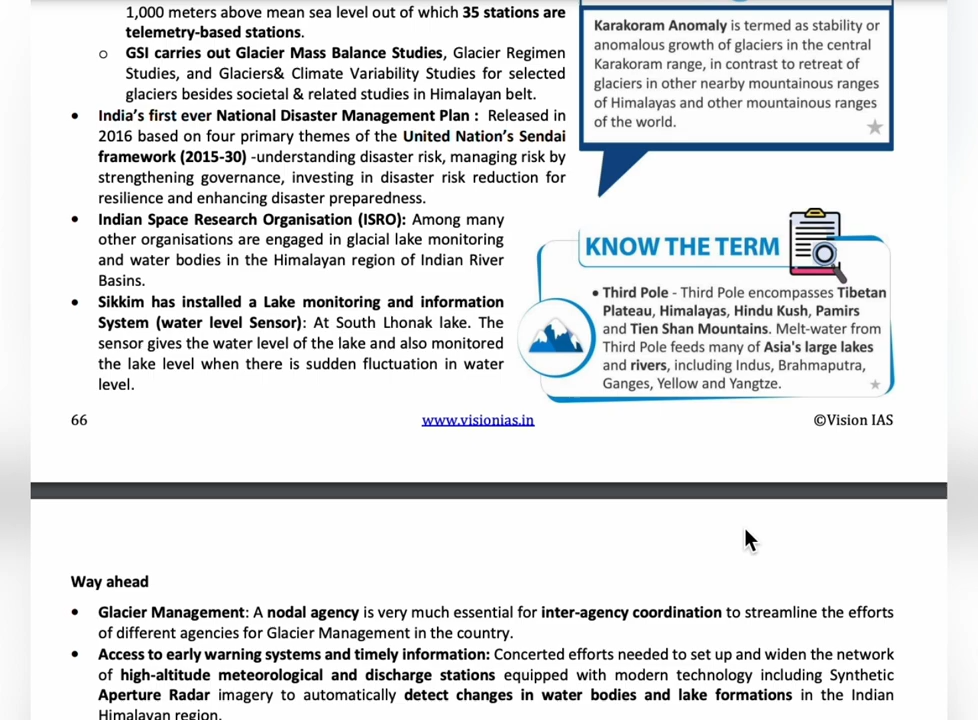 1,000 meters above mean sea level out of which 35 stations are
telemetry-based stations.
o GSI carries out Glacier Mass Balance Studies, Glacier Regimen
Studies, and Glaciers& Climate Variability Studies for selected
glaciers besides societal & related studies in Himalayan belt.
• India's first ever National Disaster Management Plan : Released in
2016 based on four primary themes of the United Nation's Sendai
framework (2015-30) -understanding disaster risk, managing risk by
strengthening governance, investing in disaster risk reduction for
resilience and enhancing disaster preparedness.
• Indian Space Research Organisation (ISRO): Among many
other organisations are engaged in glacial lake monitoring
and water bodies in the Himalayan region of Indian River
Basins.
• Sikkim has installed a Lake monitoring and information
System (water level Sensor): At South Lhonak lake. The
sensor gives the water level of the lake and also monitored
the lake level when there is sudden fluctuation in water
level.
Karakoram Anomaly is termed as stability or
anomalous growth of glaciers in the central
Karakoram range, in contrast to retreat of
glaciers in other nearby mountainous ranges
of Himalayas and other mountainous ranges
of the world.
KNOW THE TERM
• Third Pole - Third Pole encompasses Tibetan
Plateau, Himalayas, Hindu Kush, Pamirs
and Tien Shan Mountains. Melt-water from
Third Pole feeds many of Asia's large lakes
and rivers, including Indus, Brahmaputra,
Ganges, Yellow and Yangtze.
66 www.visionias.in ©Vision IAS
Way ahead
• Glacier Management: A nodal agency is very much essential for inter-agency coordination to streamline the efforts
of different agencies for Glacier Management in the country.
• Access to early warning systems and timely information: Concerted efforts needed to set up and widen the network
of high-altitude meteorological and discharge stations equipped with modern technology including Synthetic
Aperture Radar imagery to automatically detect changes in water bodies and lake formations in the Indian
Himalayan region.